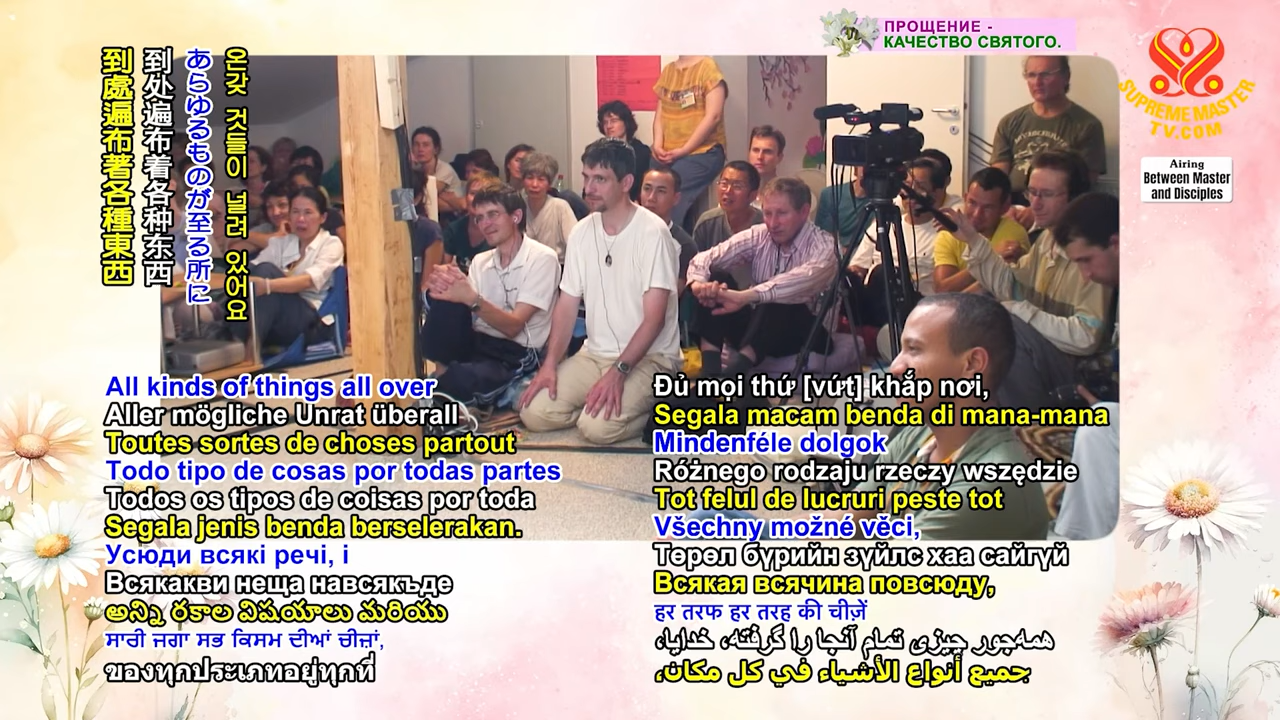 ПРОЩЕНИЕ -
КАЧЕСТВО СВЯТОГО.
SUPREME MASTER
TV.COM
Airing
Between Master
and Disciples
到處遍布著各種東西
到处遍布着各种东西
あらゆるものが至る所に
온갖 것들이 널려 있어요
All kinds of things all over
Aller mögliche Unrat überall
Toutes sortes de choses partout
Todo tipo de cosas por todas partes
Todos os tipos de coisas por toda
Segala jenis benda berselerakan.
Усюди всякі речі, і
Всякакви неща навсякъде
అన్ని రకాల విషయాలు మరియు
ਸਾਰੀ ਜਗਾ ਸਭ ਕਿਸਮ ਦੀਆਂ ਚੀਜ਼ਾਂ,
ของทุกประเภทอยู่ทุกที่
Đủ mọi thứ [vứt] khắp nơi,
Segala macam benda di mana-mana
Mindenféle dolgok
Różnego rodzaju rzeczy wszędzie
Tot felul de lucruri peste tot
Všechny možné věci,
Төрөл бүрийн зүйлс хаа сайгүй
Всякая всячина повсюду,
हर तरफ हर तरह की चीज़ें
همه‌جور چیزی تمام آنجا را گرفته، خدایا،
جميع أنواع الأشياء في كل مكان،